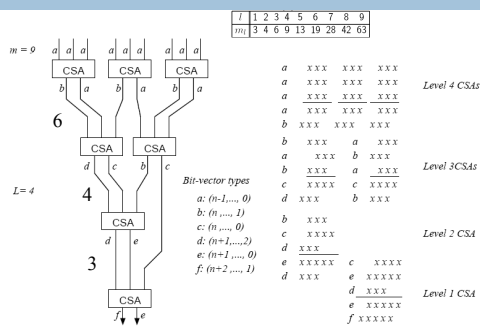 l 1 2 3 4 5 6 7 8 9
m_l 3 4 6 9 13 19 28 42 63
m = 9
a a a a a a a a a
CSA CSA CSA
b a b a b a
6
CSA CSA
d c b c
L= 4
4
CSA
d e
3
CSA
f e
Bit-vector types
a: (n-1,..., 0)
b: (n ,..., 1)
c: (n ,..., 0)
d: (n+1,...,2)
e: (n+1 ,..., 0)
f: (n+2 ,..., 1)
a x x x x x x x x x
a x x x x x x x x x
a x x x x x x x x x
a x x x x x x x x x
b x x x x x x x x x
Level 4 CSAs
b x x x a x x x
a x x x b x x x
b x x x a x x x
c x x x x c x x x x
d x x x b x x x
Level 3CSAs
b x x x
c x x x x
d x x x
e x x x x x c x x x x
d x x x e x x x x x
Level 2 CSA
d x x x
e x x x x x
f x x x x x
Level 1 CSA